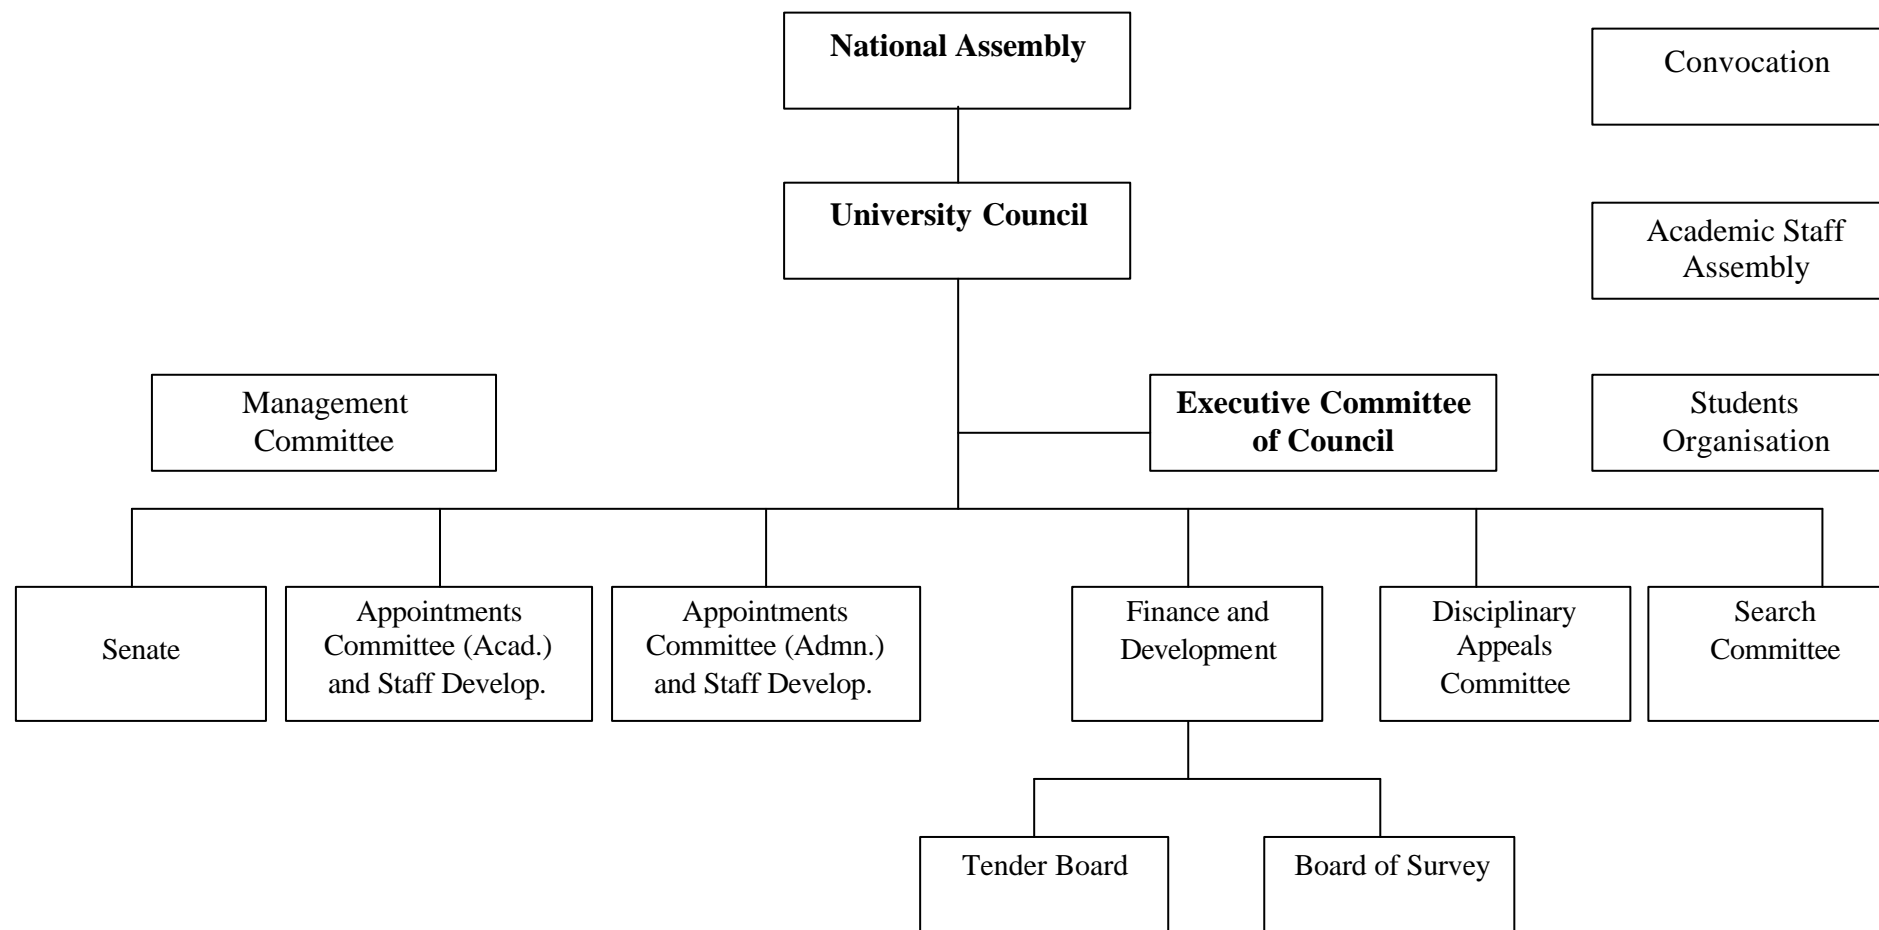 National Assembly
Convocation
University Council
Academic Staff
Assembly
Management
Committee
Executive Committee
of Council
Students
Organisation
Senate
Appointments
Committee (Acad.)
and Staff Develop.
Appointments
Committee (Admn.)
and Staff Develop.
Finance and
Development
Disciplinary
Appeals
Committee
Search
Committee
Tender Board
Board of Survey